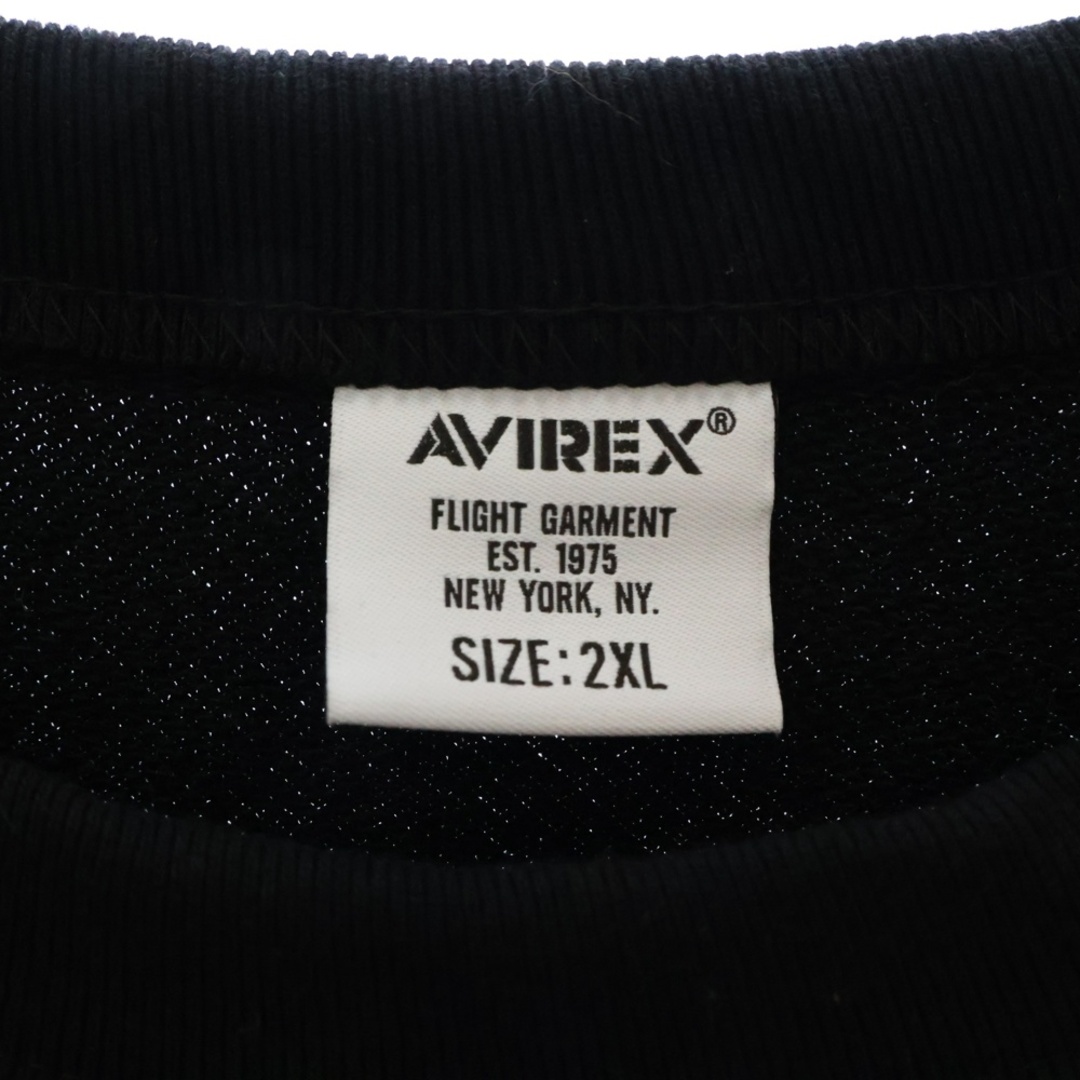 AVIREX®
FLIGHT GARMENT
EST. 1975
NEW YORK, NY.
SIZE: 2XL